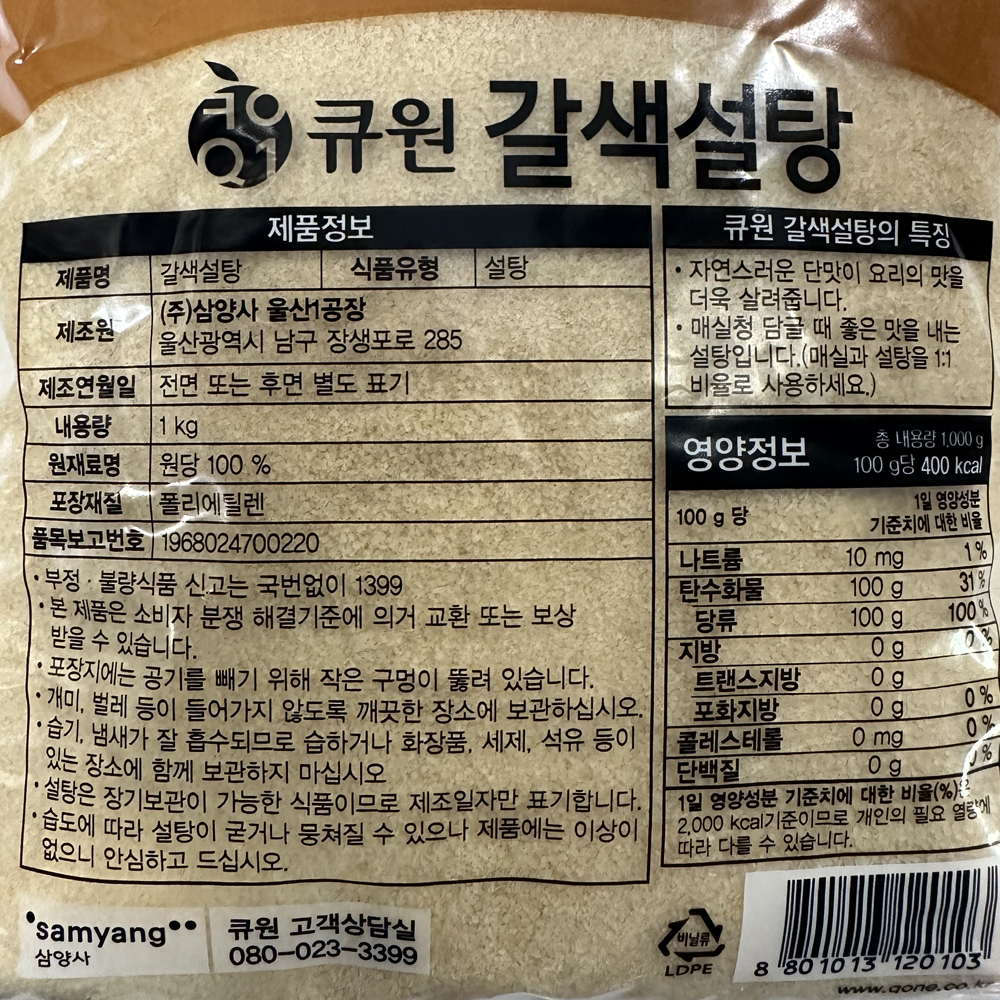 큐원 갈색설탕
제품정보
제품명 갈색설탕 식품유형 설탕
제조원 (주)삼양사 울산1공장
울산광역시 남구 장생포로 285
제조연월일 전면 또는 후면 별도 표기
내용량 1 kg
원재료명 원당 100 %
포장재질 폴리에틸렌
품목보고번호 1968024700220
• 부정 · 불량식품 신고는 국번없이 1399
• 본 제품은 소비자 분쟁 해결기준에 의거 교환 또는 보상
받을 수 있습니다.
• 포장지에는 공기를 빼기 위해 작은 구멍이 뚫려 있습니다.
• 개미, 벌레 등이 들어가지 않도록 깨끗한 장소에 보관하십시오.
• 습기, 냄새가 잘 흡수되므로 습하거나 화장품, 세제, 석유 등이
있는 장소에 함께 보관하지 마십시오
• 설탕은 장기보관이 가능한 식품이므로 제조일자만 표기합니다.
• 습도에 따라 설탕이 굳거나 뭉쳐질 수 있으나 제품에는 이상이
없으니 안심하고 드십시오.
큐원 갈색설탕의 특징
• 자연스러운 단맛이 요리의 맛을
더욱 살려줍니다.
• 매실청 담글 때 좋은 맛을 내는
설탕입니다.(매실과 설탕을 1:1
비율로 사용하세요.)
영양정보
총 내용량 1,000 g
100 g당 400 kcal
100 g 당
1일 영양성분
기준치에 대한 비율
나트륨 10 mg 1 %
탄수화물 100 g 31 %
당류 100 g 100 %
지방 0 g 0 %
트랜스지방 0 g
포화지방 0 g 0 %
콜레스테롤 0 mg 0 %
단백질 0 g %
1일 영양성분 기준치에 대한 비율(%)은
2,000 kcal기준이므로 개인의 필요 열량에
따라 다를 수 있습니다.
samyang
삼양사
큐원 고객상담실
080-023-3399
비닐류
LDPE
8 801013 120103
www.qone.co.kr